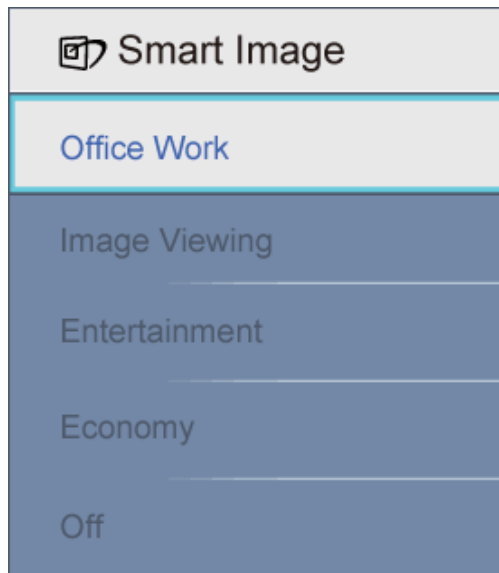 Smart Image
Office Work
Image Viewing
Entertainment
Economy
Off